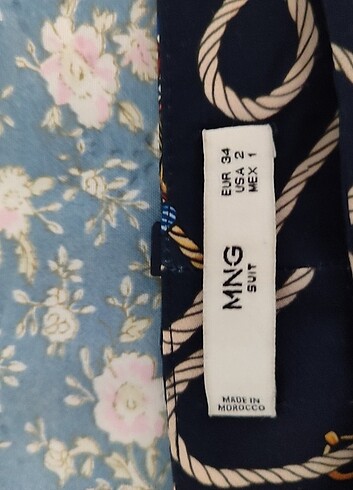 EUR 34
USA 2
MEX 1
MNG
SUIT
MADE IN
MOROCCO